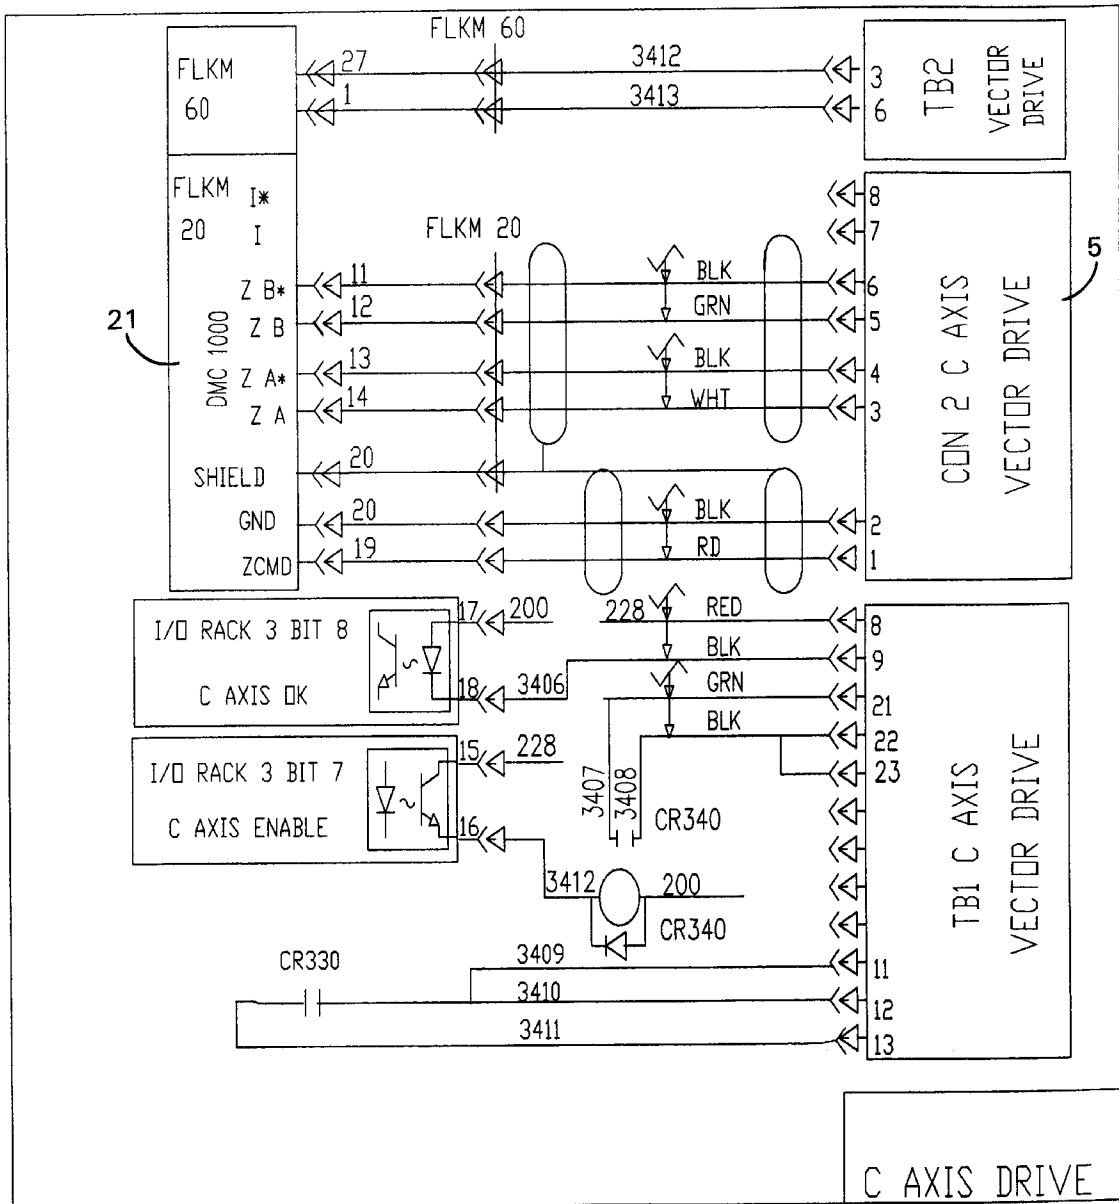 FLKM 60
FLKM
60
27
3412
3
1
3413
6
TB2
VECTOR
DRIVE
FLKM
20
I*
I
FLKM 20
8
7
5
21
DMC 1000
Z B*
11
BLK
6
Z B
12
GRN
5
Z A*
13
BLK
4
Z A
14
WHT
3
SHIELD
20
GND
20
BLK
2
ZCMD
19
RD
1
CON 2 C AXIS
VECTOR DRIVE
I/O RACK 3 BIT 8
C AXIS OK
17
200
18
3406
228
RED
8
BLK
9
GRN
21
BLK
22
23
I/O RACK 3 BIT 7
C AXIS ENABLE
15
228
16
3407
3408
CR340
3412
200
CR340
TB1 C AXIS
VECTOR DRIVE
CR330
3409
11
3410
12
3411
13
C AXIS DRIVE